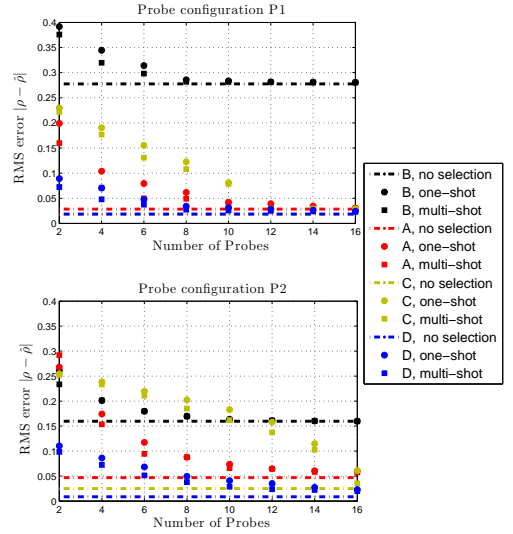 Probe configuration P1
0.4
0.35
0.3
0.25
0.2
0.15
0.1
0.05
0
RMS error |ρ − ρ̂|
2 4 6 8 10 12 14 16
Number of Probes
B, no selection
B, one−shot
B, multi−shot
A, no selection
A, one−shot
A, multi−shot
C, no selection
C, one−shot
C, multi−shot
D,  no selection
D, one−shot
D, multi−shot
Probe configuration P2
0.4
0.35
0.3
0.25
0.2
0.15
0.1
0.05
0
RMS error |ρ − ρ̂|
2 4 6 8 10 12 14 16
Number of Probes